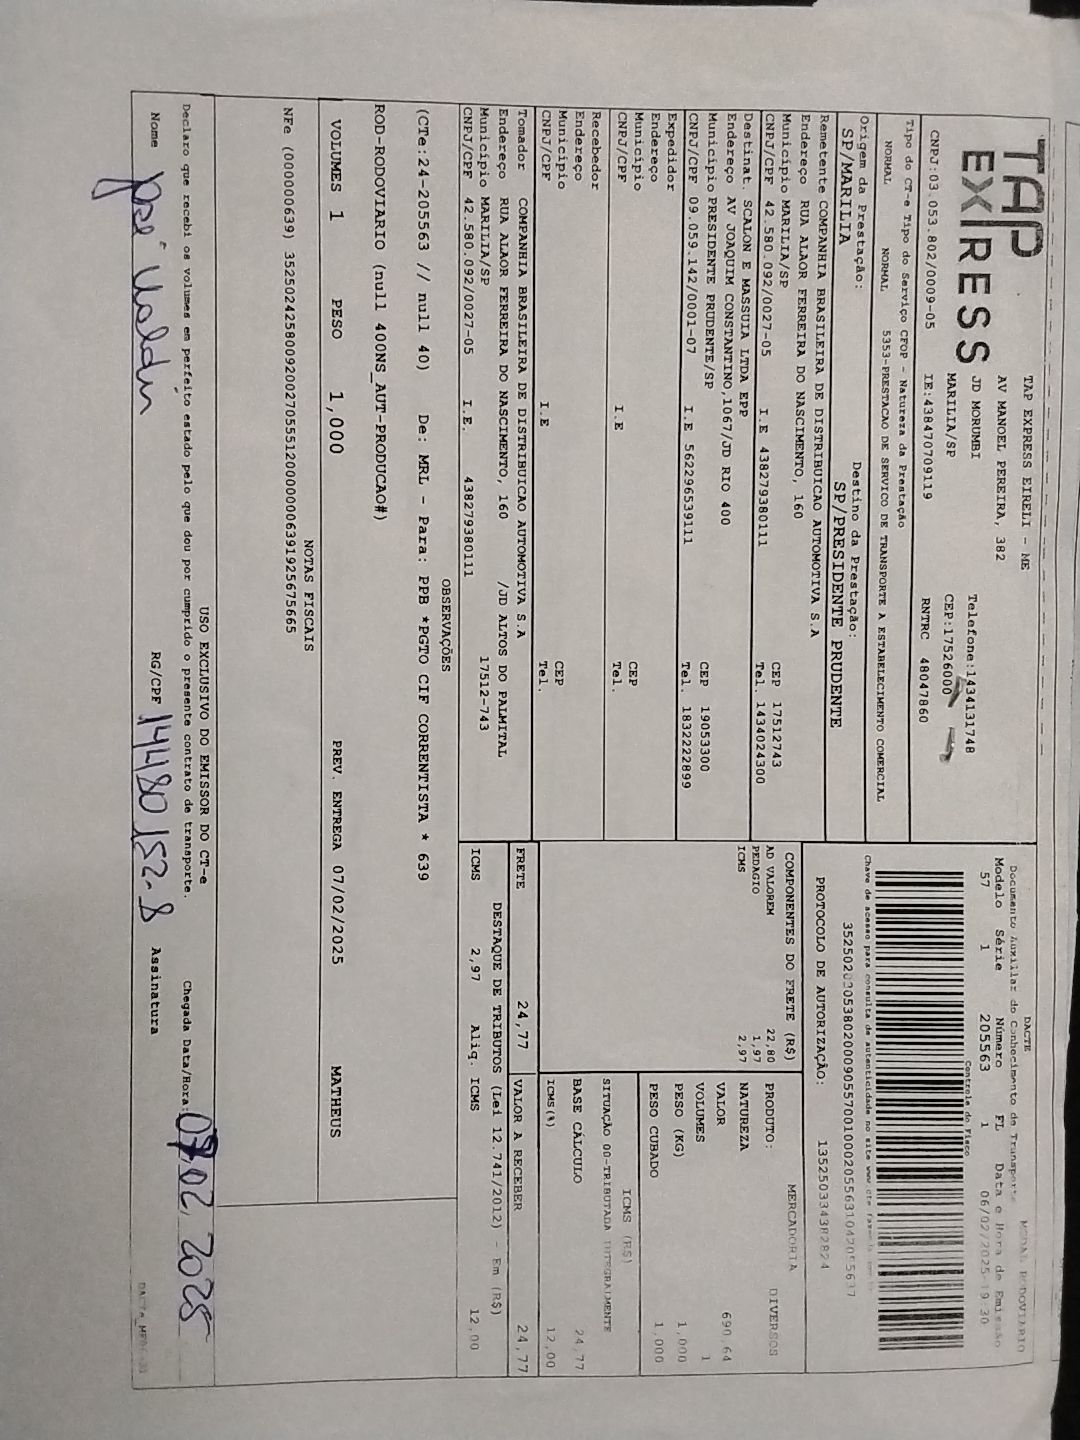 TAP EXPRESS
TAP EXPRESS EIRELI - ME
AV MANOEL PEREIRA, 382
JD MORUMBI
MARILIA/SP
Telefone:1434131748
CEP:17526000
CNPJ:03.053.802/0009-05 IE:438470709119 RNTRC 48047860
DACTE
MODAL RODOVIARIO
Documento Auxiliar do Conhecimento de Transporte
Modelo Série Número FL Data e Hora de Emissão
57 1 205563 1 06/02/2025 19:30
Controle do Fisco
Tipo do CT-e Tipo do Serviço CFOP - Natureza da Prestação
NORMAL NORMAL 5353-PRESTACAO DE SERVICO DE TRANSPORTE A ESTABELECIMENTO COMERCIAL
Chave de acesso para consulta de autenticidade no site
Origem da Prestação: Destino da Prestação:
SP/MARILIA SP/PRESIDENTE PRUDENTE
PROTOCOLO DE AUTORIZAÇÃO:
Remetente COMPANHIA BRASILEIRA DE DISTRIBUICAO AUTOMOTIVA S.A
Endereço RUA ALAOR FERREIRA DO NASCIMENTO, 160
Município MARILIA/SP CEP 17512743
CNPJ/CPF 42.580.092/0027-05 I.E 438279380111 Tel. 1434024300
Destinat. SCALON E MASSUIA LTDA EPP
Endereço AV JOAQUIM CONSTANTINO,1067/JD RIO 400
Município PRESIDENTE PRUDENTE/SP CEP 19053300
CNPJ/CPF 09.059.142/0001-07 I.E 562296539111 Tel. 1832222899
Expedidor
Endereço
Município CEP
CNPJ/CPF I.E Tel.
Recebedor
Endereço
Município CEP
CNPJ/CPF I.E Tel.
Tomador COMPANHIA BRASILEIRA DE DISTRIBUICAO AUTOMOTIVA S.A
Endereço RUA ALAOR FERREIRA DO NASCIMENTO, 160 /JD ALTOS DO PALMITAL
Município MARILIA/SP 17512-743
CNPJ/CPF 42.580.092/0027-05 I.E. 438279380111
COMPONENTES DO FRETE (R$)
AD VALOREM 22,80
PEDAGIO 1,97
ICMS 2,97
MERCADORIA
PRODUTO: DIVERSOS
NATUREZA
VALOR 690,64
VOLUMES 1
PESO (KG) 1,000
PESO CUBADO 1,000
ICMS (R$)
SITUAÇÃO 00-TRIBUTADA INTEGRALMENTE
BASE CÁLCULO 24,77
ICMS(%) 12,00
FRETE 24,77 VALOR A RECEBER 24,77
DESTAQUE DE TRIBUTOS (Lei 12.741/2012) - Em (R$)
ICMS 2,97 Aliq. ICMS 12,00
OBSERVAÇÕES
(CTe:24-205563 // null 40) De: MRL - Para: PPB *PGTO CIF CORRENTISTA * 639
ROD-RODOVIARIO (null 400NS_AUT-PRODUCAO#)
VOLUMES 1 PESO 1,000 PREV. ENTREGA 07/02/2025 MATHEUS
NOTAS FISCAIS
NFe (0000000639) 35250242580092002705551200000006391925675665
USO EXCLUSIVO DO EMISSOR DO CT-e
Declaro que recebi os volumes em perfeito estado pelo que dou por cumprido o presente contrato de transporte. Chegada Data/Hora: 07.02.2025
Nome José RG/CPF 14480152-8 Assinatura